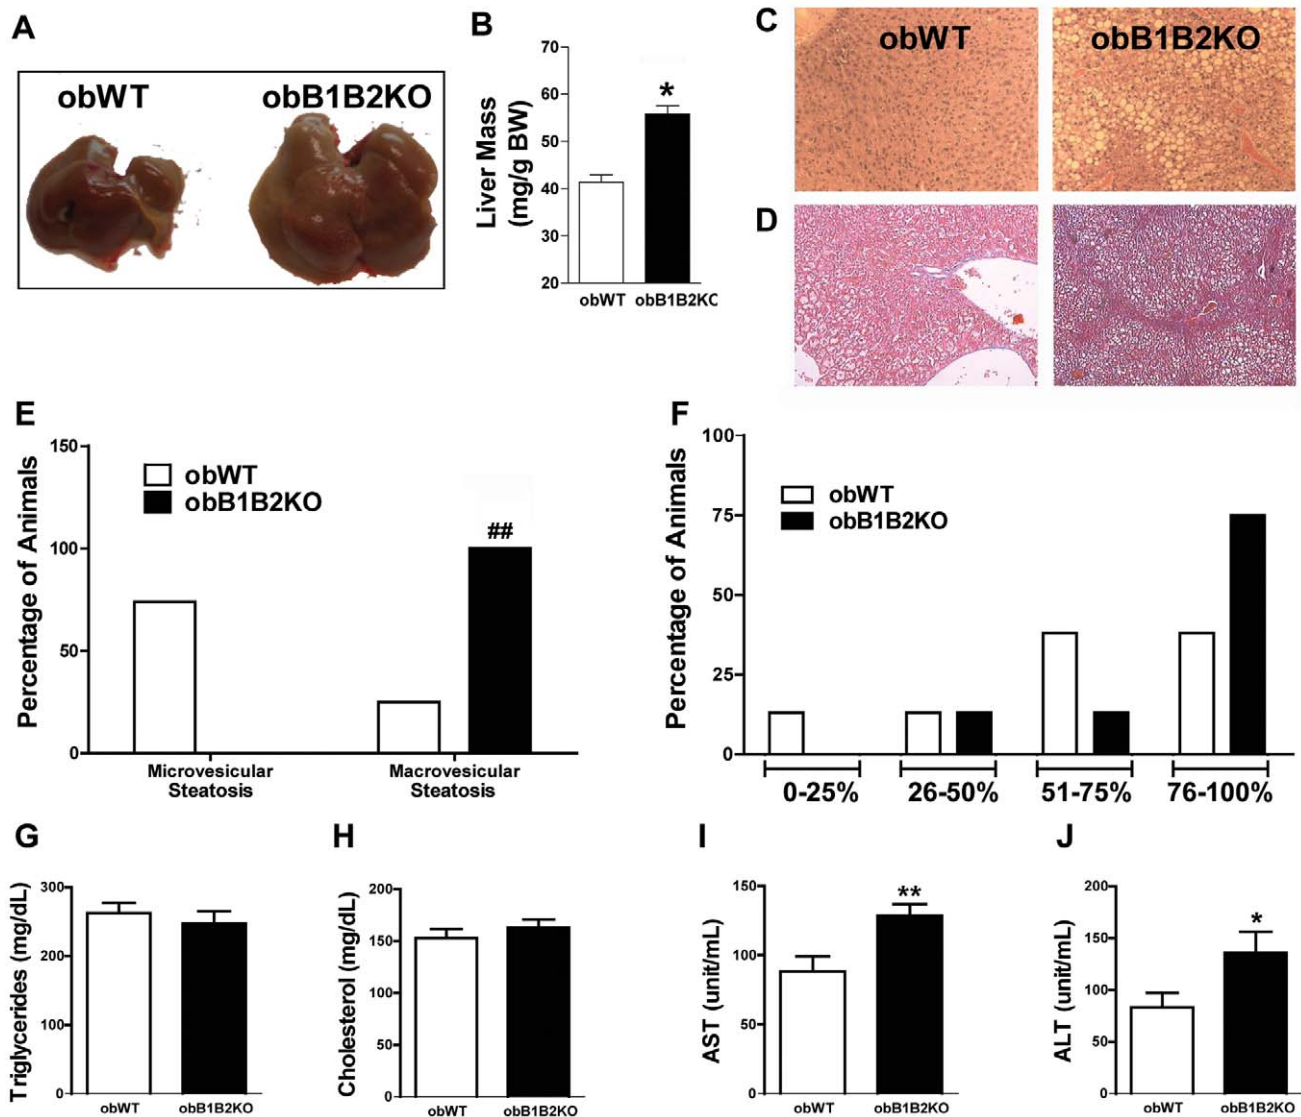 A
obWT
obB1B2KO
B
Liver Mass
(mg/g BW)
70
60
50
40
30
20
*
obWT
obB1B2KC
C
obWT
obB1B2KO
D
E
Percentage of Animals
150
100
50
0
obWT
obB1B2KO
##
Microvesicular
Steatosis
Macrovesicular
Steatosis
F
Percentage of Animals
100
75
50
25
0
obWT
obB1B2KO
0-25%
26-50%
51-75%
76-100%
G
Triglycerides (mg/dL)
300
200
100
0
obWT
obB1B2KO
H
Cholesterol (mg/dL)
200
150
100
50
0
obWT
obB1B2KO
I
AST (unit/mL)
150
100
50
0
**
obWT
obB1B2KO
J
ALT (unit/mL)
200
150
100
50
0
*
obWT
obB1B2KO